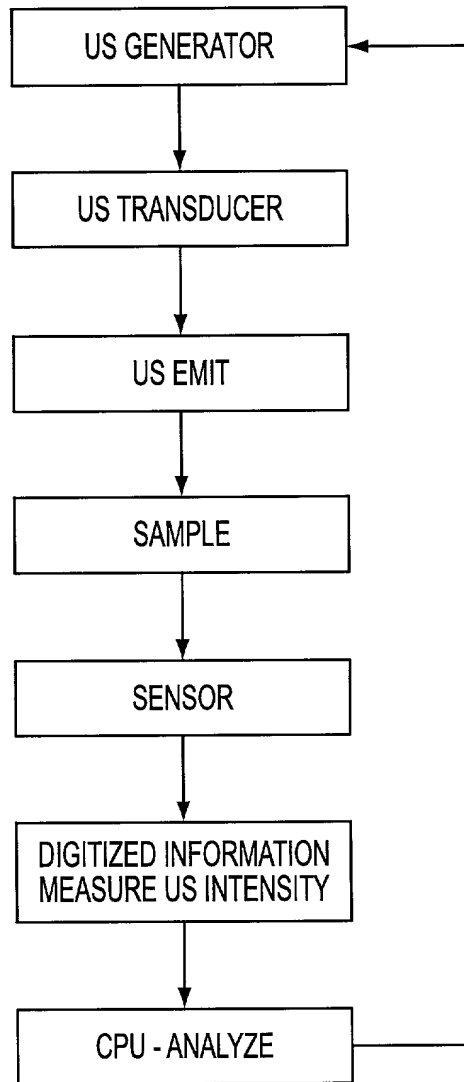 US GENERATOR
US TRANSDUCER
US EMIT
SAMPLE
SENSOR
DIGITIZED INFORMATION
MEASURE US INTENSITY
CPU - ANALYZE